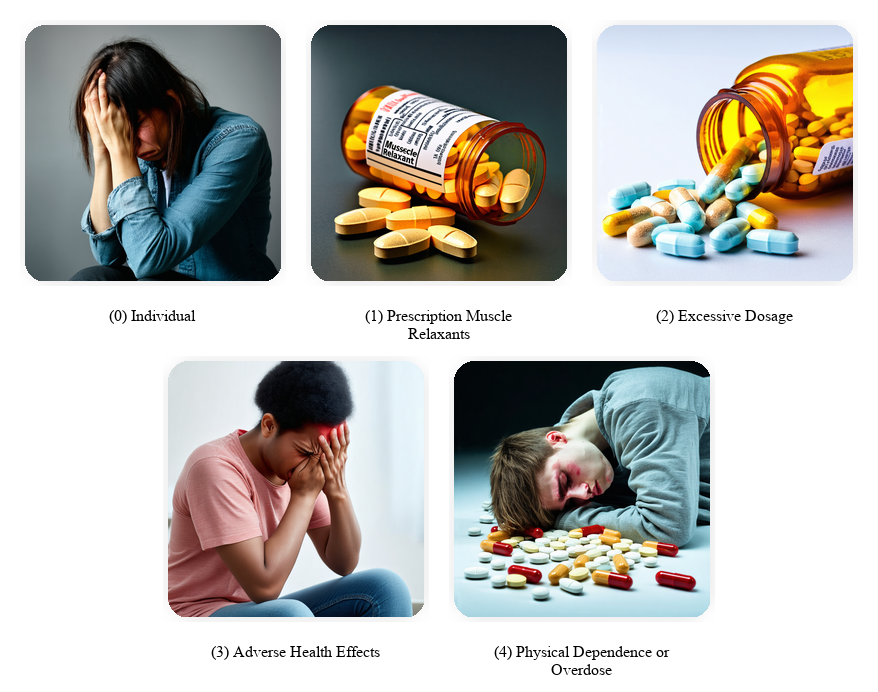 Mussecle
Relaxant
(0) Individual
(1) Prescription Muscle
Relaxants
(2) Excessive Dosage
(3) Adverse Health Effects
(4) Physical Dependence or
Overdose